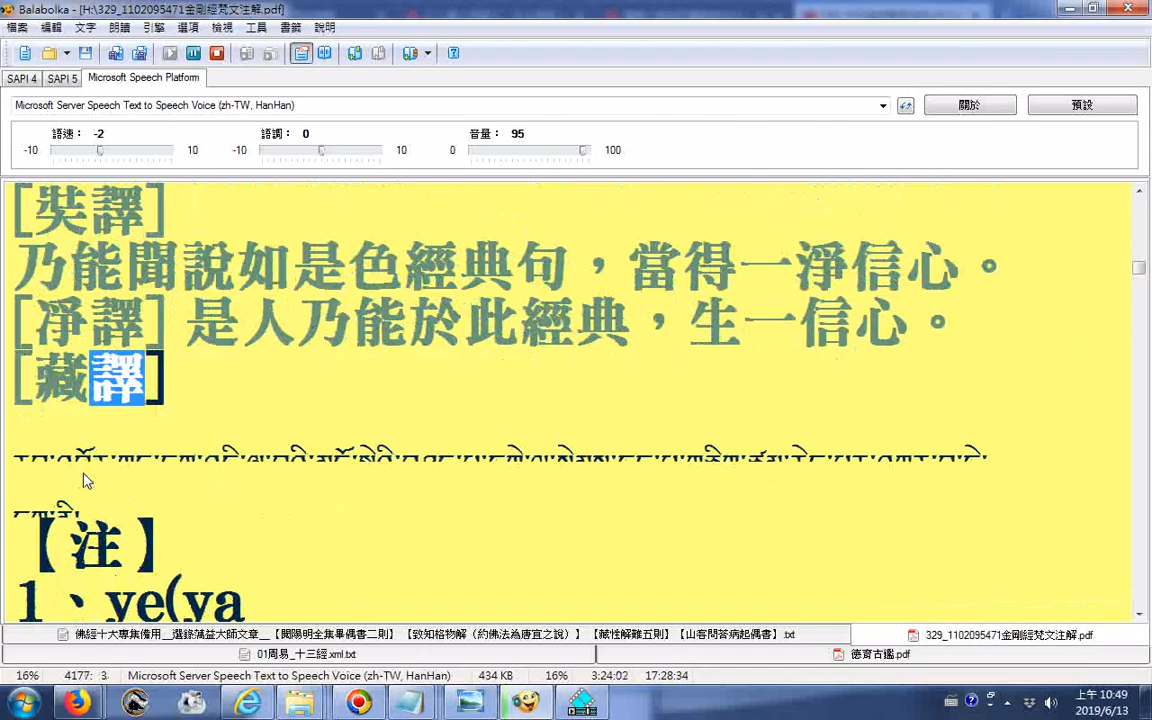 Balabolka - [H:\329_1102095471金剛經梵文注解.pdf]
檔案 編輯 文字 朗讀 引擎 選項 檢視 工具 書籤 說明
SAPI 4 SAPI 5 Microsoft Speech Platform
Microsoft Server Speech Text to Speech Voice (zh-TW, HanHan) 關於 預設
語速： -2 語調： 0 音量： 95
-10 10 -10 10 0 100
[奘譯]
乃能聞說如是色經典句，當得一淨信心。
[凈譯] 是人乃能於此經典，生一信心。
[藏譯]
【注】
1、ye(ya
佛經十大專集備用__選錄蕅益大師文章__【閱陽明全集畢偶書二則】【致知格物解（約佛法為唐宜之說）】【藏性解難五則】【山客問答病起偶書】.txt 329_1102095471金剛經梵文注解.pdf
01周易_十三經.xml.txt 德育古鑑.pdf
16% 4177: 3 Microsoft Server Speech Text to Speech Voice (zh-TW, HanHan) 434 KB 16% 3:24:02 17:28:34
上午 10:49
2019/6/13